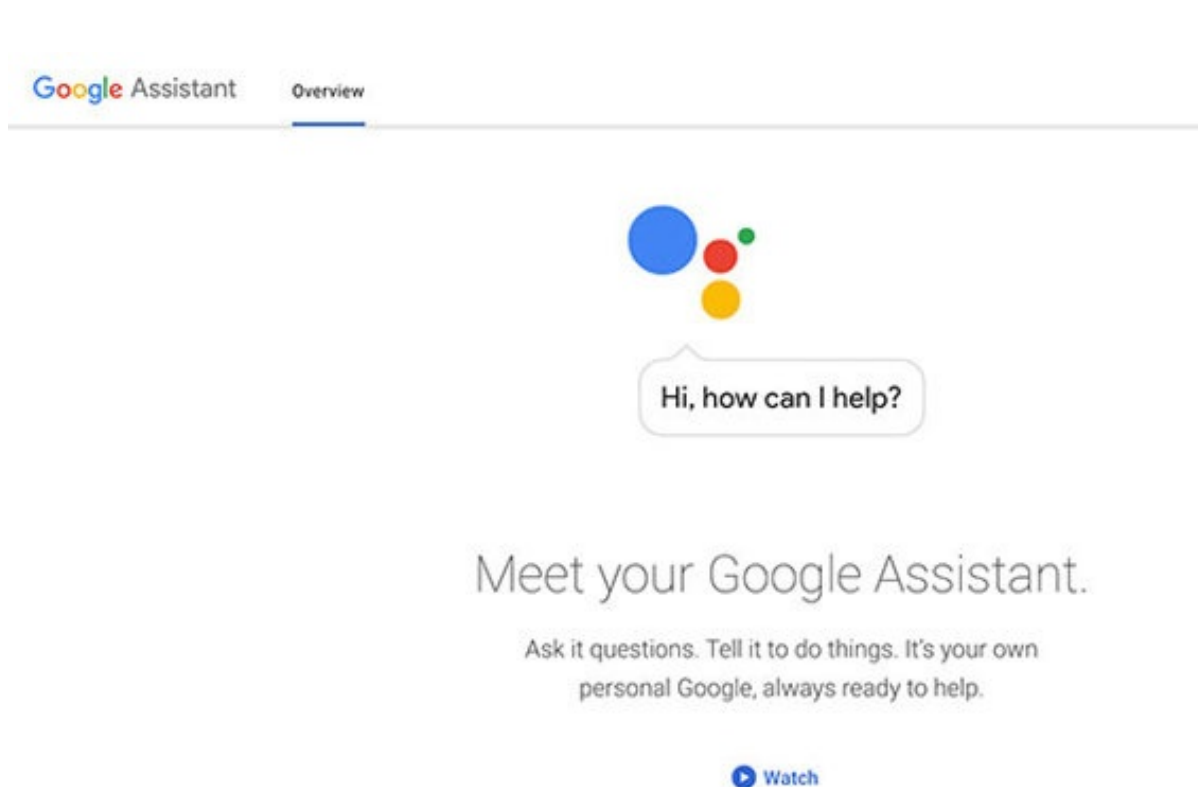 Google Assistant Overview
Hi, how can I help?
Meet your Google Assistant.
Ask it questions. Tell it to do things. It's your own
personal Google, always ready to help.
Watch